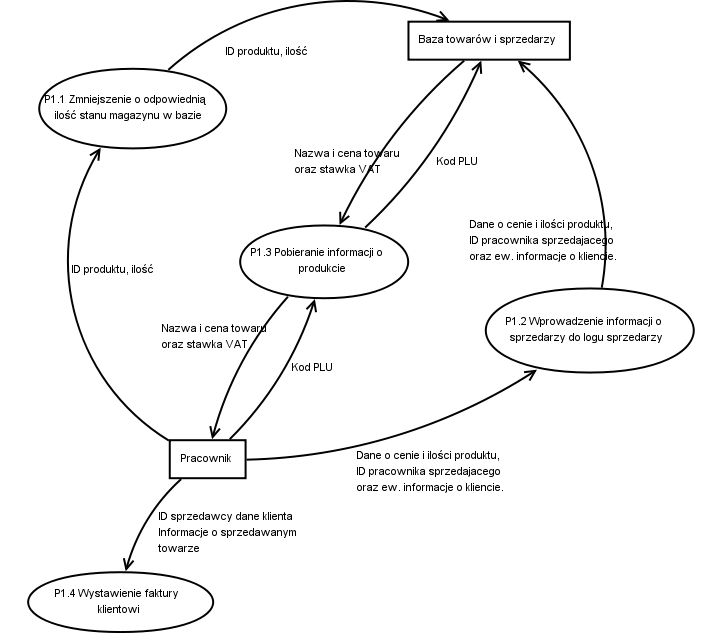 Baza towarów i sprzedarzy
ID produktu, ilość
P1.1 Zmniejszenie o odpowiednią
ilość stanu magazynu w bazie
Nazwa i cena towaru
oraz stawka VAT
Kod PLU
Dane o cenie i ilości produktu,
ID pracownika sprzedajacego
oraz ew. informacje o kliencie.
P1.3 Pobieranie informacji o
produkcie
ID produktu, ilość
P1.2 Wprowadzenie informacji o
sprzedarzy do logu sprzedarzy
Nazwa i cena towaru
oraz stawka VAT
Kod PLU
Pracownik
Dane o cenie i ilości produktu,
ID pracownika sprzedajacego
oraz ew. informacje o kliencie.
ID sprzedawcy dane klienta
Informacje o sprzedawanym
towarze
P1.4 Wystawienie faktury
klientowi